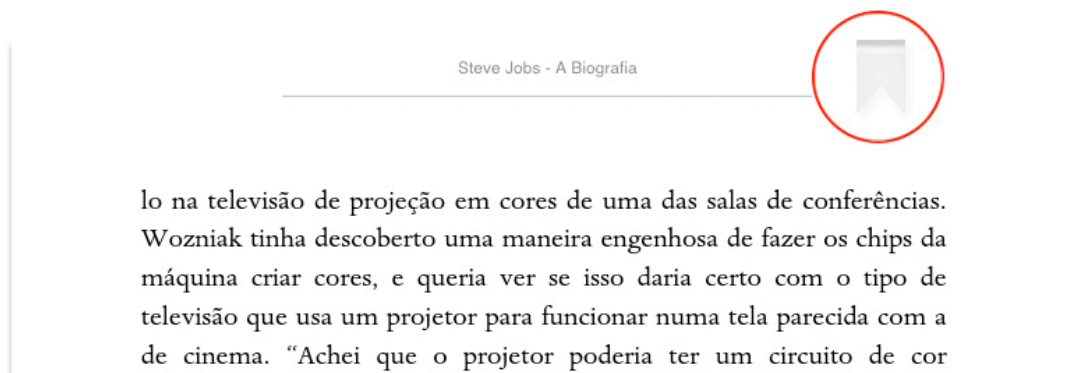 Steve Jobs - A Biografia
lo na televisão de projeção em cores de uma das salas de conferências.
Wozniak tinha descoberto uma maneira engenhosa de fazer os chips da
máquina criar cores, e queria ver se isso daria certo com o tipo de
televisão que usa um projetor para funcionar numa tela parecida com a
de cinema. “Achei que o projetor poderia ter um circuito de cor